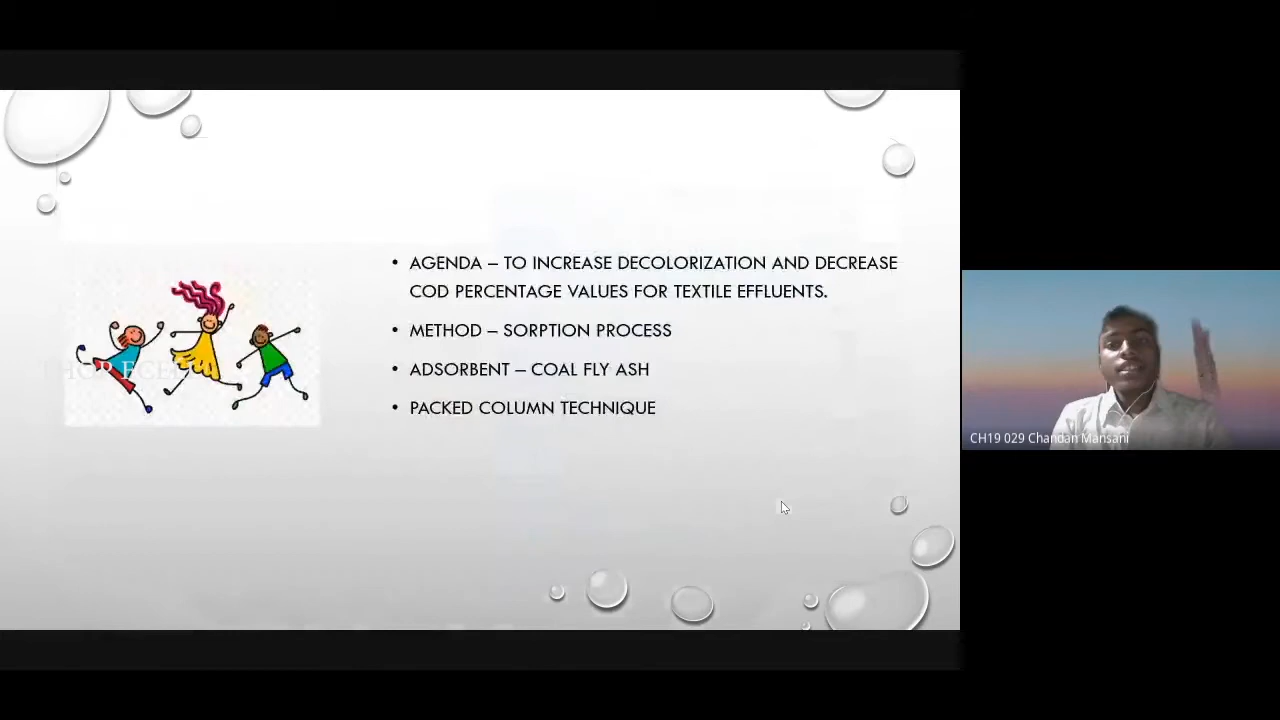 • AGENDA – TO INCREASE DECOLORIZATION AND DECREASE
COD PERCENTAGE VALUES FOR TEXTILE EFFLUENTS.
• METHOD – SORPTION PROCESS
• ADSORBENT – COAL FLY ASH
• PACKED COLUMN TECHNIQUE
CH19 029 Chandan Mansani